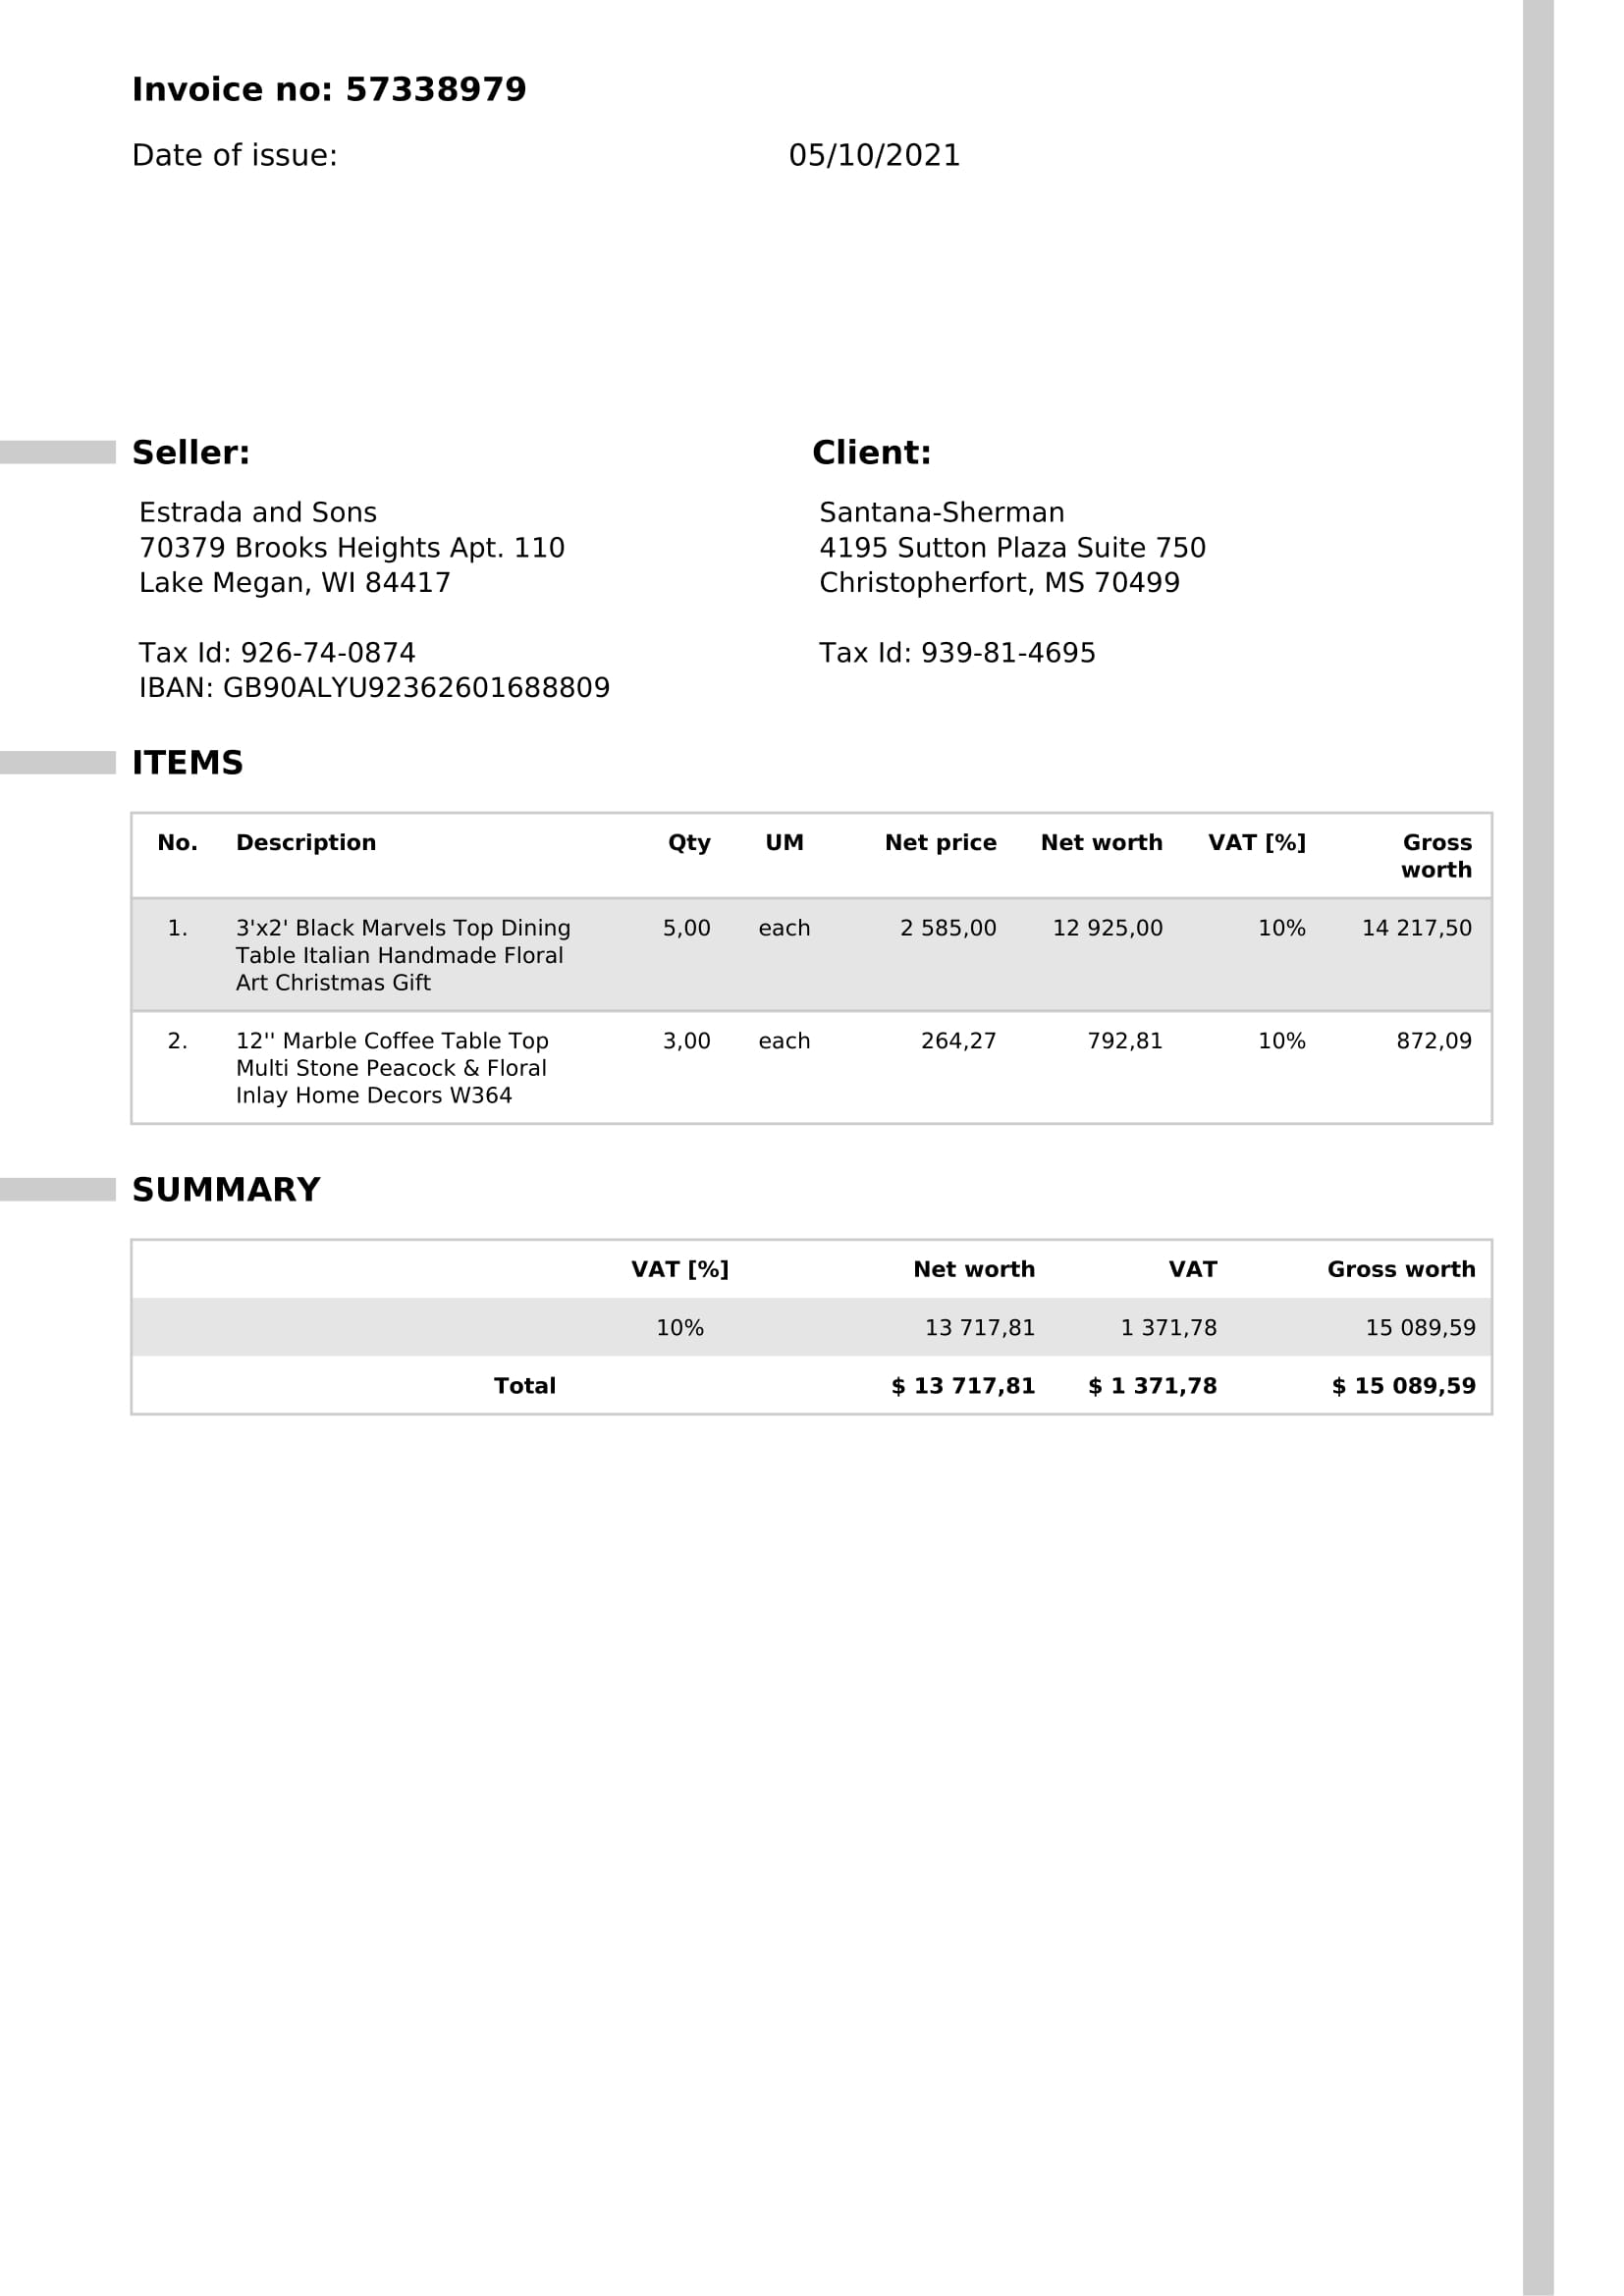 Invoice no: 57338979
Date of issue: 05/10/2021
Seller:
Estrada and Sons
70379 Brooks Heights Apt. 110
Lake Megan, WI 84417
Tax Id: 926-74-0874
IBAN: GB90ALYU92362601688809
Client:
Santana-Sherman
4195 Sutton Plaza Suite 750
Christopherfort, MS 70499
Tax Id: 939-81-4695
ITEMS
No. Description Qty UM Net price Net worth VAT [%] Gross
worth
1. 3'x2' Black Marvels Top Dining 5,00 each 2 585,00 12 925,00 10% 14 217,50
Table Italian Handmade Floral
Art Christmas Gift
2. 12'' Marble Coffee Table Top 3,00 each 264,27 792,81 10% 872,09
Multi Stone Peacock & Floral
Inlay Home Decors W364
SUMMARY
VAT [%] Net worth VAT Gross worth
10% 13 717,81 1 371,78 15 089,59
Total $ 13 717,81 $ 1 371,78 $ 15 089,59